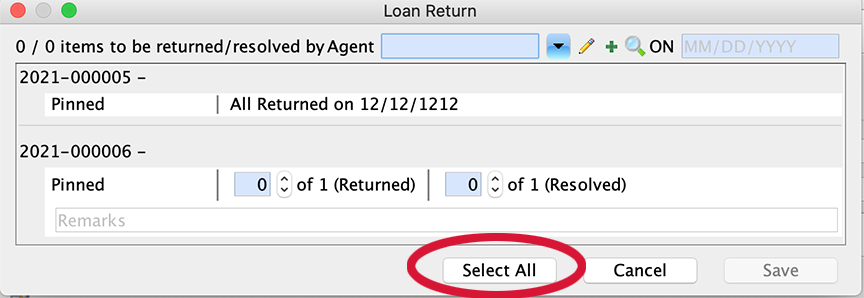 Loan Return
0 / 0 items to be returned/resolved by Agent ON MM/DD/YYYY
2021-000005 -
Pinned All Returned on 12/12/1212
2021-000006 -
Pinned 0 of 1 (Returned) 0 of 1 (Resolved)
Remarks
Select All Cancel Save